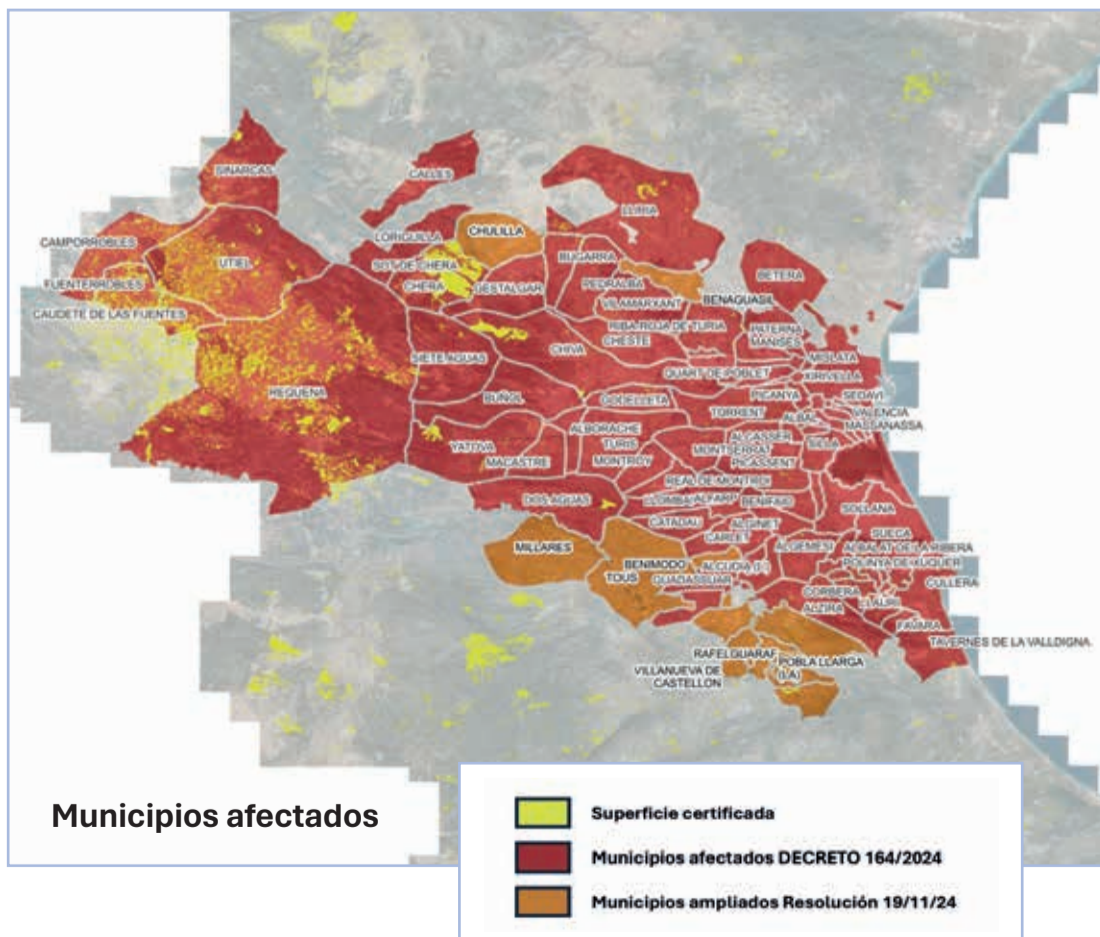 SINARCAS
CALLES
LLIRIA
CAMPORROBLES
LORIGUILLA
CHULILLA
UTIEL
SOT DE CHERA
BUGARRA
BETERA
FUENTERROBLES
CHERA
GESTALGAR
PEDRALBA
BENAGUASIL
CAUDETE DE LAS FUENTES
VILAMARXANT
RIBA-ROJA DE TURIA
PATERNA
CHESTE
MANISES
SIETE AGUAS
CHIVA
MISLATA
QUART DE POBLET
XIRIVELLA
REQUENA
BUÑOL
GODELLETA
PICANYA
SEDAVI
TORRENT
ALBAL
VALENCIA
MASSANASSA
ALBORACHE
ALCASSER
YATOVA
TURIS
MONTSERRAT
SILLA
MACASTRE
MONTROY
PICASSENT
REAL DE MONTROI
DOS AGUAS
LLOMBAI
ALFARP
BENIFAIO
SOLLANA
CATADAU
ALGINET
CARLET
SUECA
MILLARES
ALGEMESI
ALBALAT DE LA RIBERA
BENIMODO
ALCUDIA (L')
POLINYA DE XUQUER
TOUS
GUADASSUAR
CULLERA
CORBERA
LLAURI
ALZIRA
FAVARA
TAVERNES DE LA VALLDIGNA
RAFELGUARAF
POBLA LLARGA
(LA)
VILLANUEVA DE
CASTELLON
Municipios afectados
Superficie certificada
Municipios afectados DECRETO 164/2024
Municipios ampliados Resolución 19/11/24